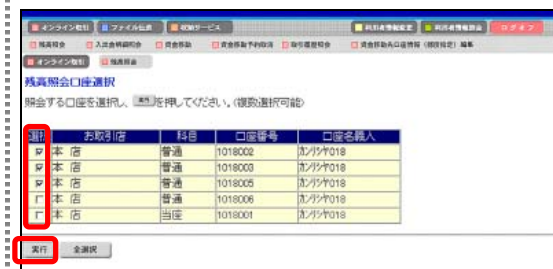 オンライン取引 ファイル伝送 収納サービス 利用者情報変更 ログオフ
残高照会 入出金明細照会 資金移動 資金移動予約取消 取引履歴照会 資金移動先口座情報 編集
オンライン取引 残高照会
残高照会口座選択
照会する口座を選択し、実行を押してください。(複数選択可能)
選択 お取引店 科目 口座番号 口座名義人
本 店 普通 1018002 カンリシヤ018
本 店 普通 1018003 カンリシヤ018
本 店 普通 1018005 カンリシヤ018
本 店 普通 1018006 カンリシヤ018
本 店 当座 1018001 カンリシヤ018
実行 全選択